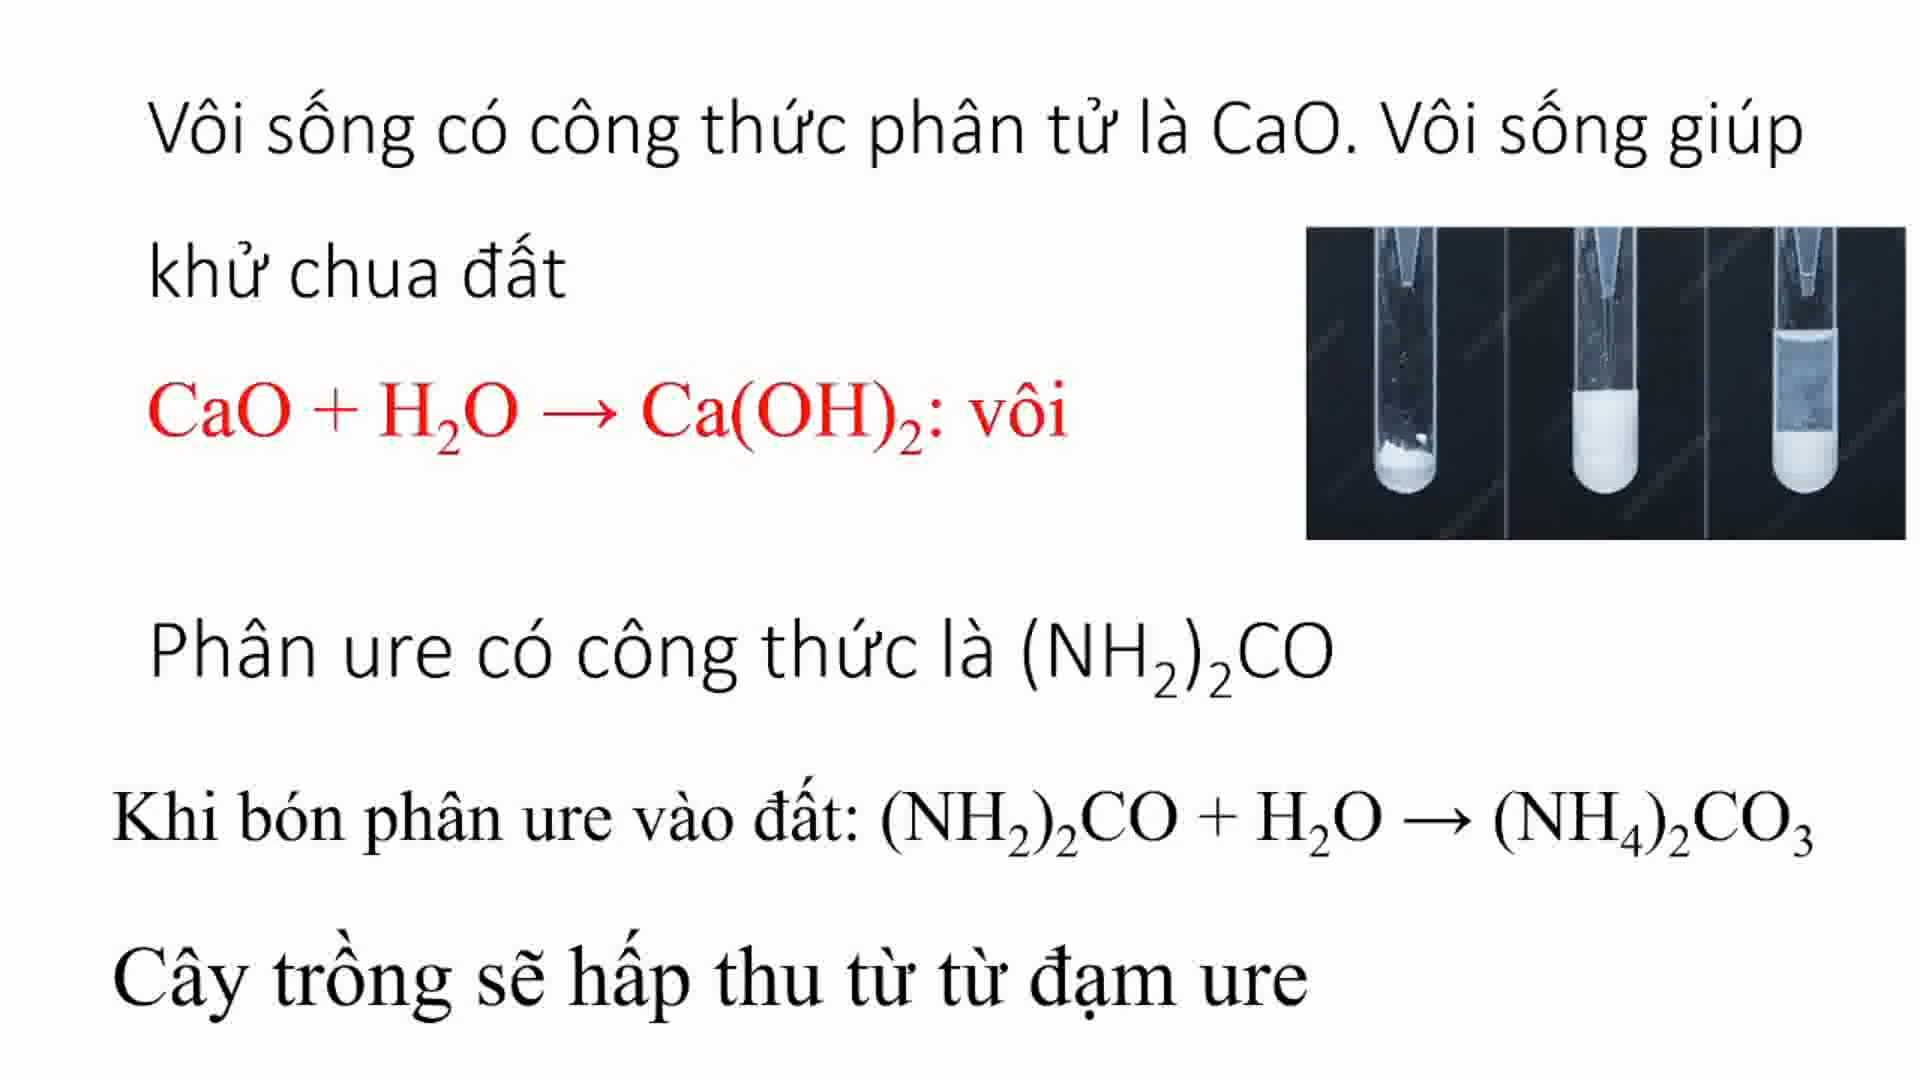 Vôi sống có công thức phân tử là CaO. Vôi sống giúp
khử chua đất
CaO + H₂O → Ca(OH)₂: vôi
Phân ure có công thức là (NH₂)₂CO
Khi bón phân ure vào đất: (NH₂)₂CO + H₂O → (NH₄)₂CO₃
Cây trồng sẽ hấp thu từ từ đạm ure